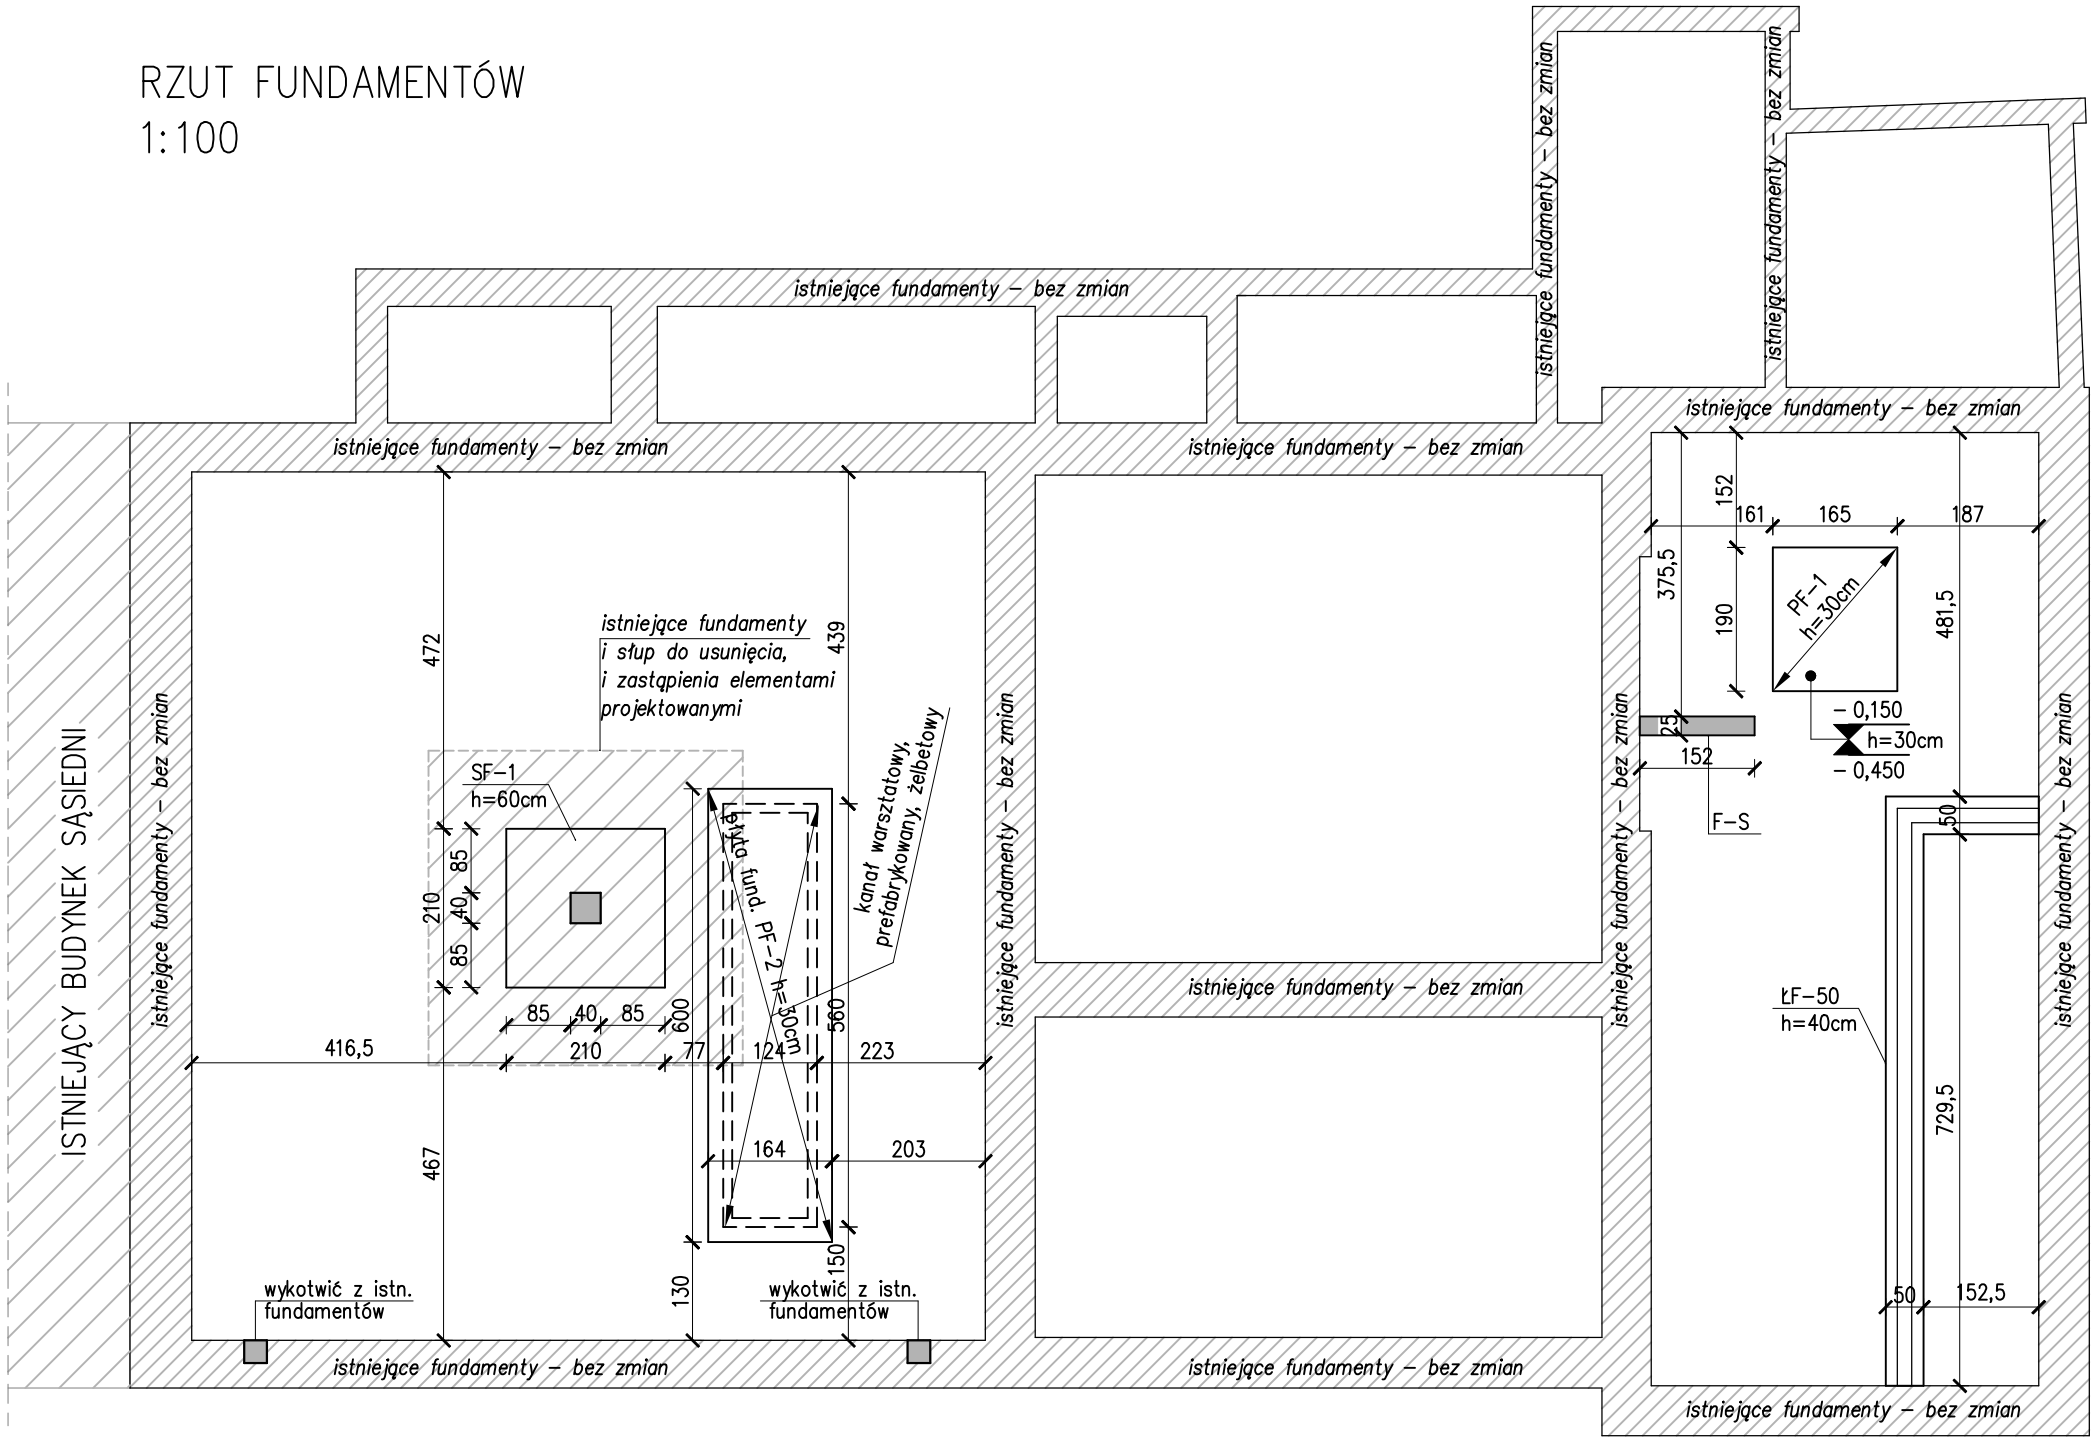 RZUT FUNDAMENTÓW
1:100
istniejące fundamenty – bez zmian
istniejące fundamenty – bez zmian
istniejące fundamenty – bez zmian
istniejące fundamenty – bez zmian
istniejące fundamenty – bez zmian
istniejące fundamenty – bez zmian
ISTNIEJĄCY BUDYNEK SĄSIEDNI
istniejące fundamenty – bez zmian
472
439
istniejące fundamenty
i słup do usunięcia,
i zastąpienia elementami
projektowanymi
SF-1
h=60cm
85
40
85
210
85
40
85
600
560
416,5
210
77
124
223
467
164
203
130
150
płyta fund. PF-2 h=30cm
kanał warsztatowy,
prefabrykowany, żelbetowy
istniejące fundamenty – bez zmian
wykotwić z istn.
fundamentów
wykotwić z istn.
fundamentów
istniejące fundamenty – bez zmian
istniejące fundamenty – bez zmian
istniejące fundamenty – bez zmian
istniejące fundamenty – bez zmian
152
161
165
187
375,5
190
481,5
PF-1
h=30cm
– 0,150
h=30cm
– 0,450
25
152
F-S
50
ŁF-50
h=40cm
729,5
50
152,5
istniejące fundamenty – bez zmian
istniejące fundamenty – bez zmian